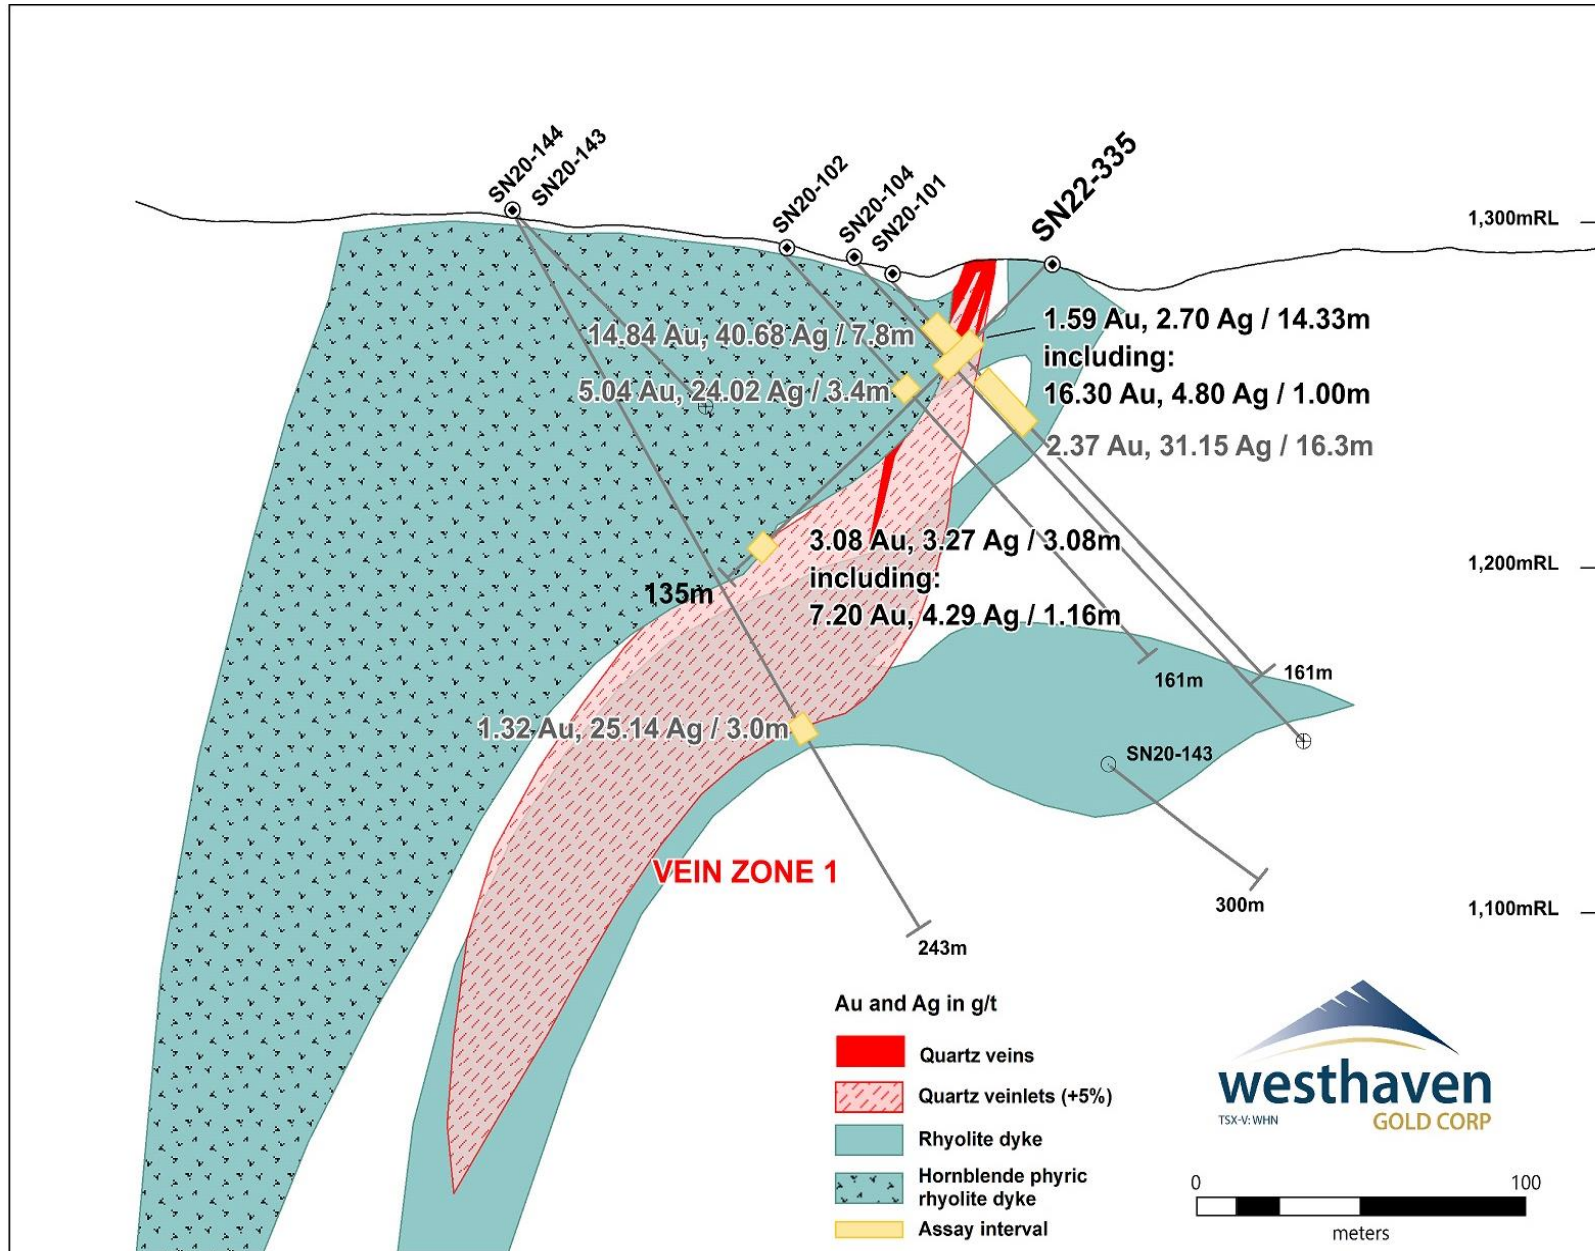 SN20-144
SN20-143
SN20-102
SN20-104
SN20-101
SN22-335
1,300mRL
14.84 Au, 40.68 Ag / 7.8m
1.59 Au, 2.70 Ag / 14.33m
including:
16.30 Au, 4.80 Ag / 1.00m
5.04 Au, 24.02 Ag / 3.4m
2.37 Au, 31.15 Ag / 16.3m
3.08 Au, 3.27 Ag / 3.08m
including:
7.20 Au, 4.29 Ag / 1.16m
1,200mRL
135m
161m
161m
1.32 Au, 25.14 Ag / 3.0m
SN20-143
VEIN ZONE 1
300m
1,100mRL
243m
Au and Ag in g/t
Quartz veins
Quartz veinlets (+5%)
Rhyolite dyke
Hornblende phyric
rhyolite dyke
Assay interval
westhaven
TSX-V: WHN
GOLD CORP
0 100
meters